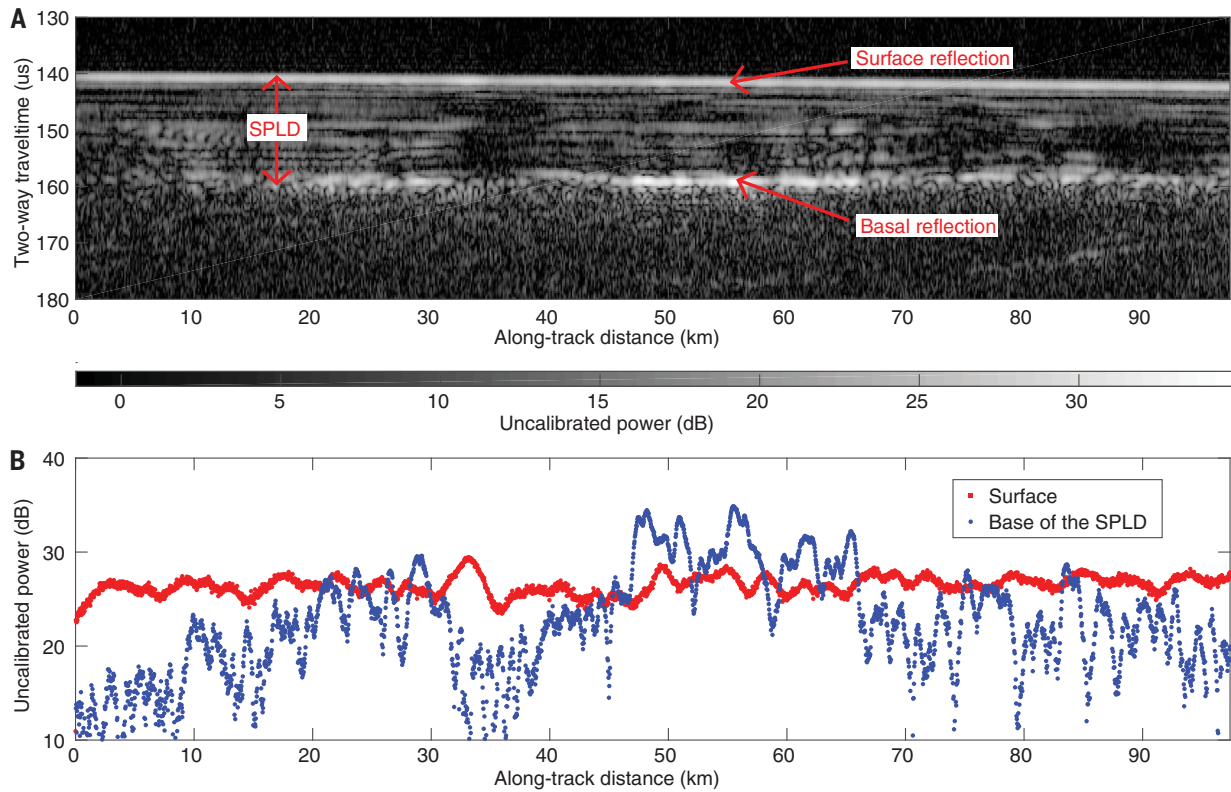 A
130
140
150
160
170
180
Two-way traveltime (us)
Surface reflection
SPLD
Basal reflection
0 10 20 30 40 50 60 70 80 90
Along-track distance (km)
0 5 10 15 20 25 30
Uncalibrated power (dB)
B
40
30
20
10
Uncalibrated power (dB)
Surface
Base of the SPLD
0 10 20 30 40 50 60 70 80 90
Along-track distance (km)